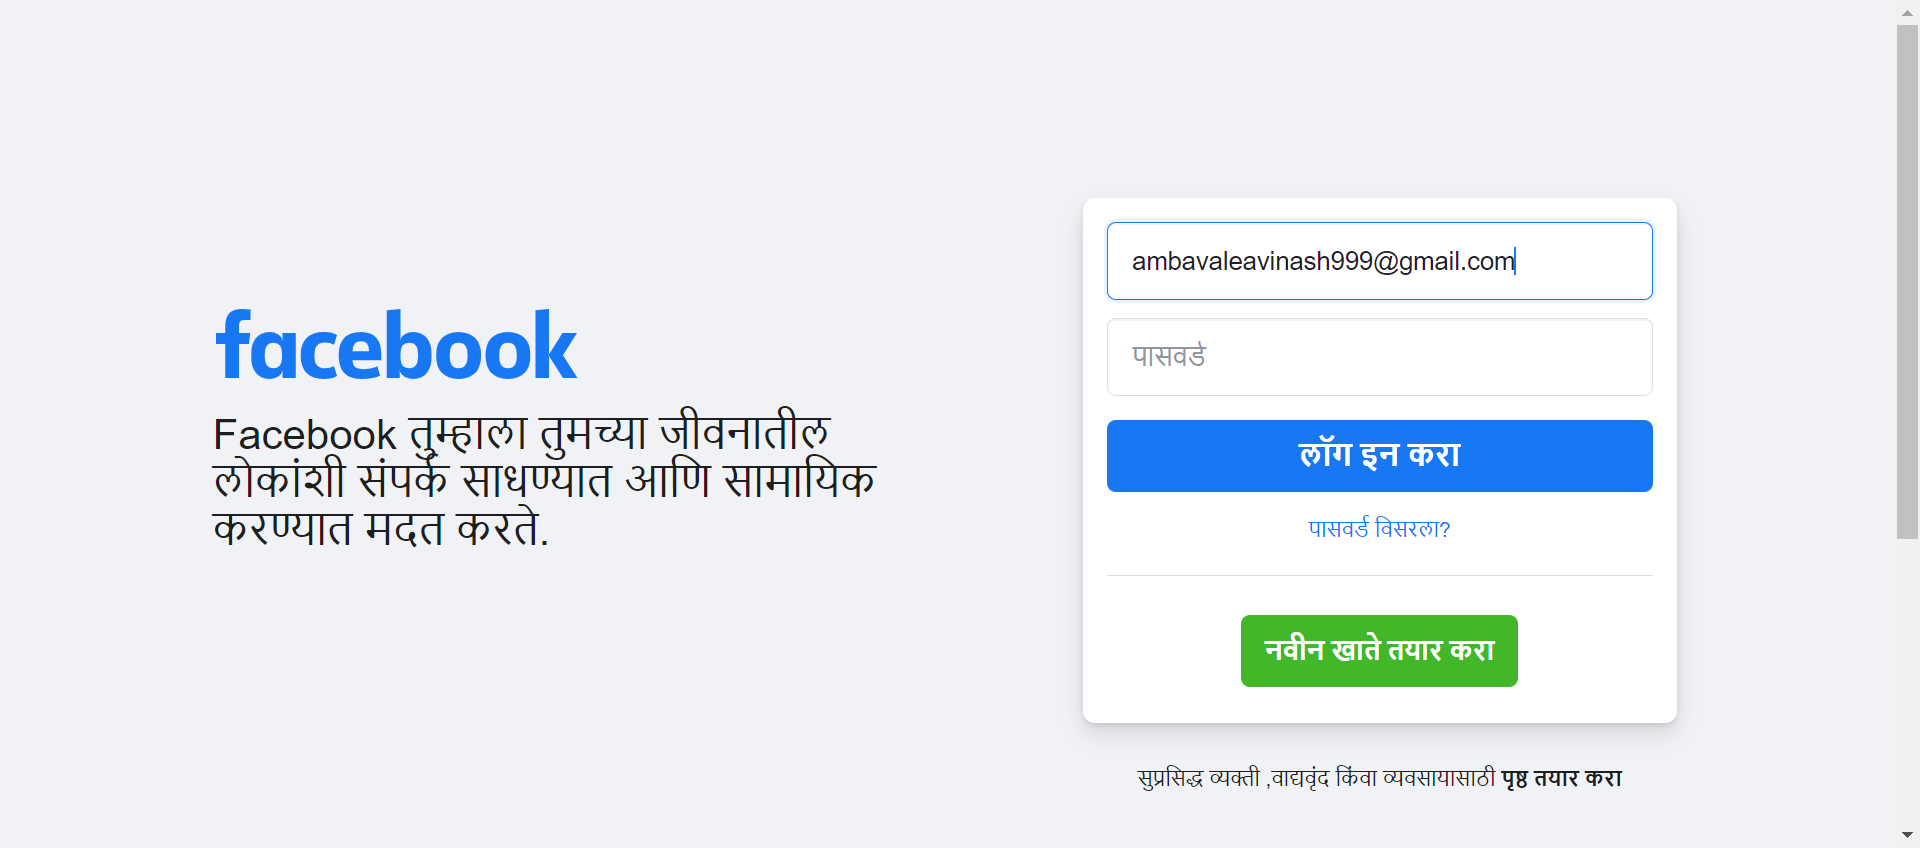 facebook
Facebook तुम्हाला तुमच्या जीवनातील
लोकांशी संपर्क साधण्यात आणि सामायिक
करण्यात मदत करते.
ambavaleavinash999@gmail.com
पासवर्ड
लॉग इन करा
पासवर्ड विसरला?
नवीन खाते तयार करा
सुप्रसिद्ध व्यक्ती ,वाद्यवृंद किंवा व्यवसायासाठी पृष्ठ तयार करा